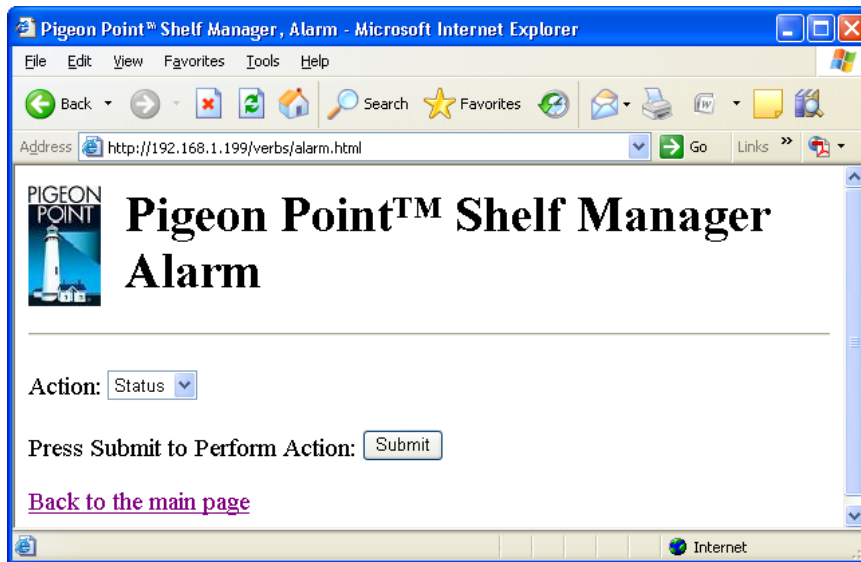 Pigeon Point™ Shelf Manager, Alarm - Microsoft Internet Explorer
File Edit View Favorites Tools Help
Back Search Favorites
Address http://192.168.1.199/verbs/alarm.html Go Links »
PIGEON
POINT
Pigeon Point™ Shelf Manager
Alarm
Action: Status
Press Submit to Perform Action: Submit
Back to the main page
Internet